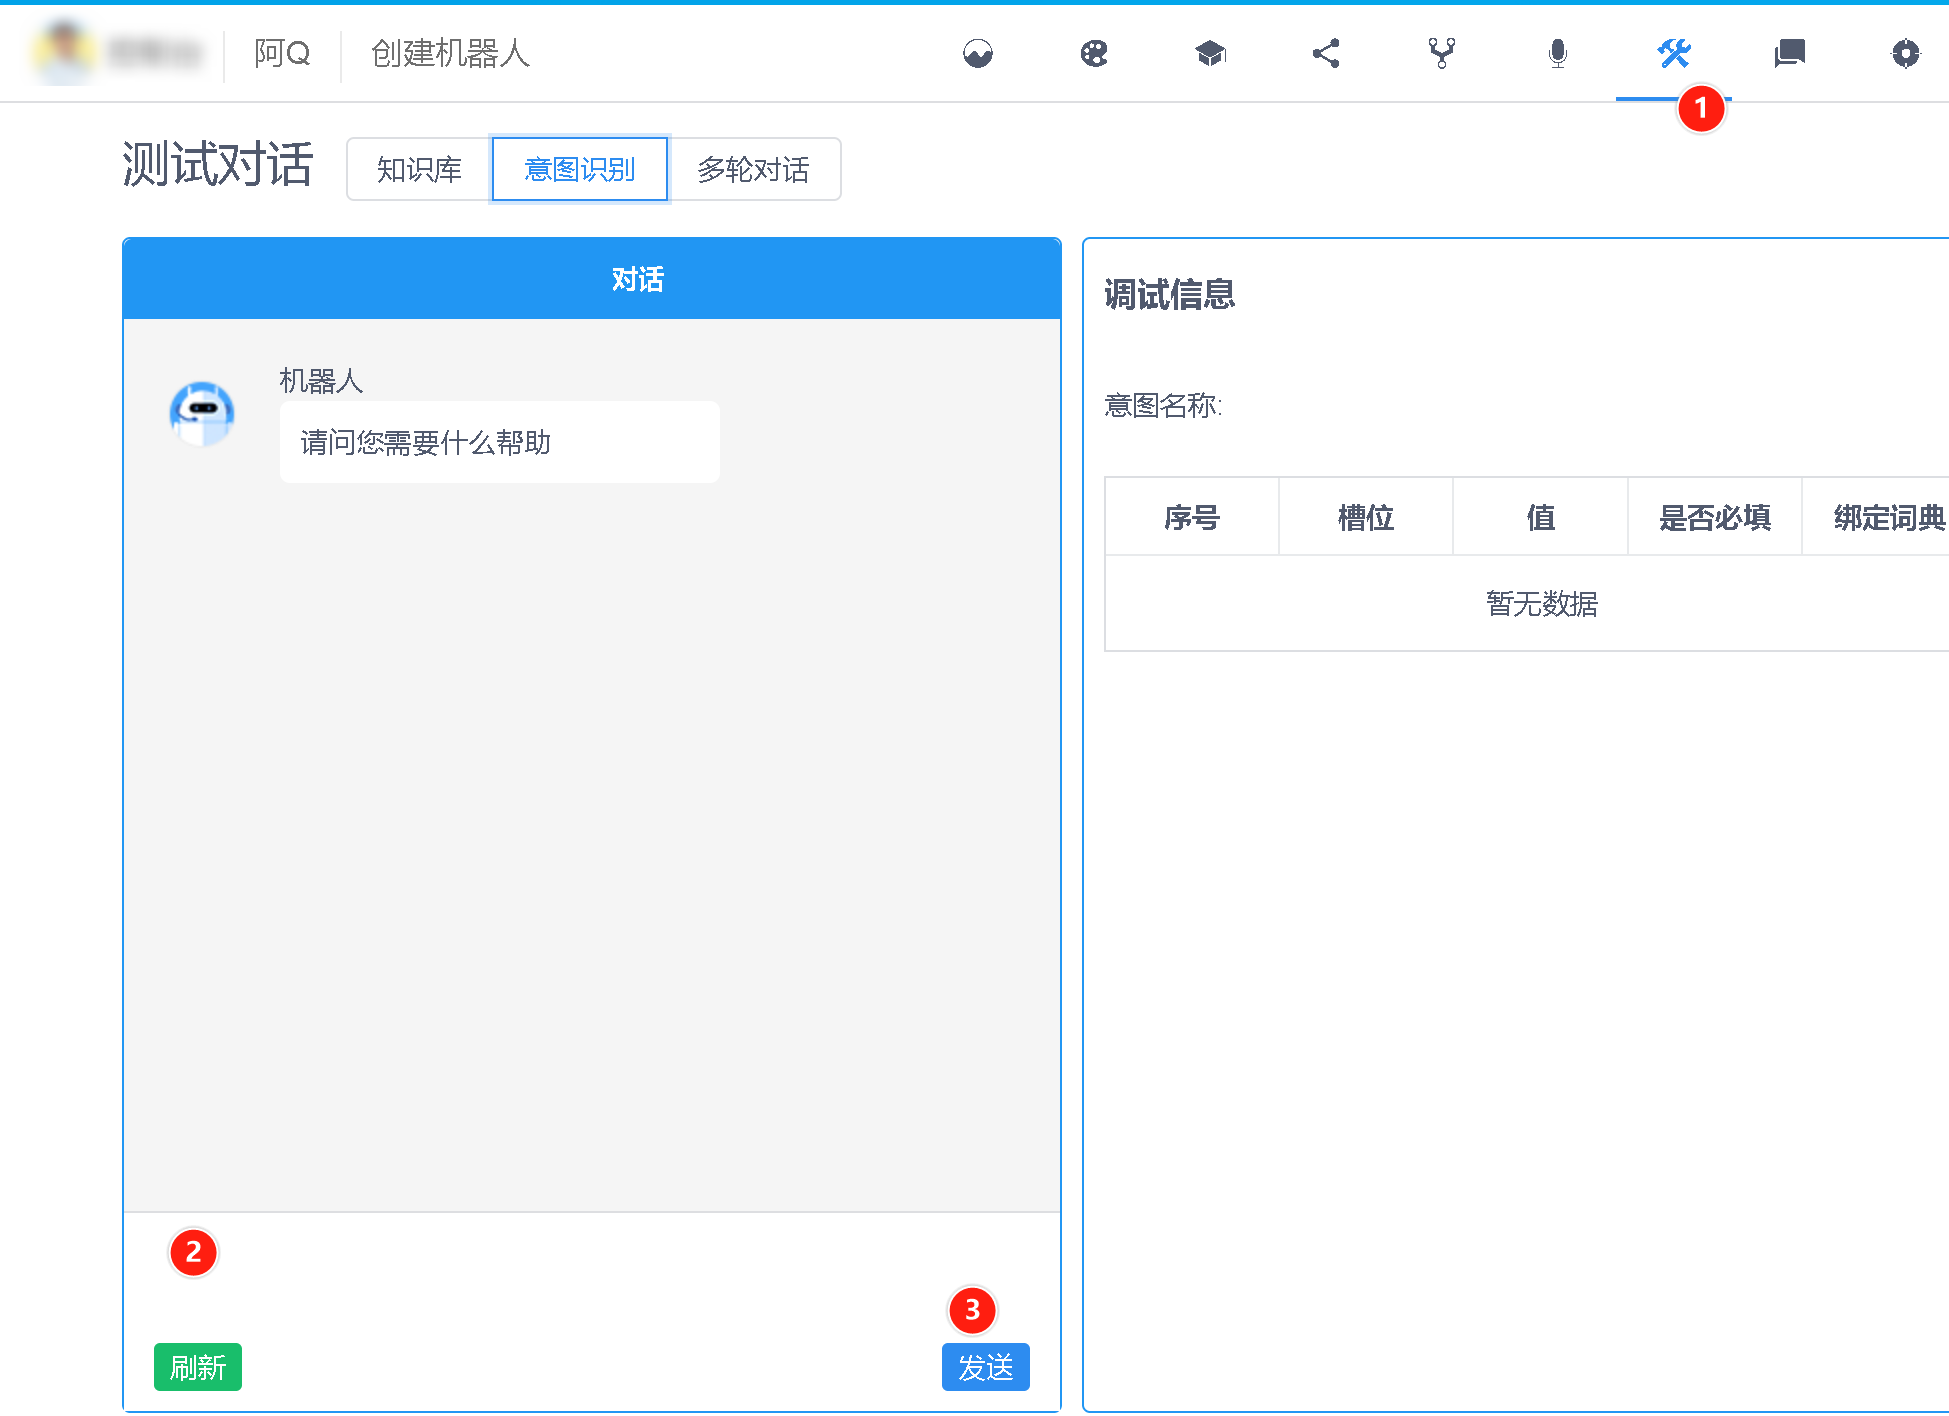 阿Q 创建机器人
1
测试对话 知识库 意图识别 多轮对话
对话
机器人
请问您需要什么帮助
2
3
刷新 发送
调试信息
意图名称:
序号 槽位 值 是否必填 绑定词典
暂无数据